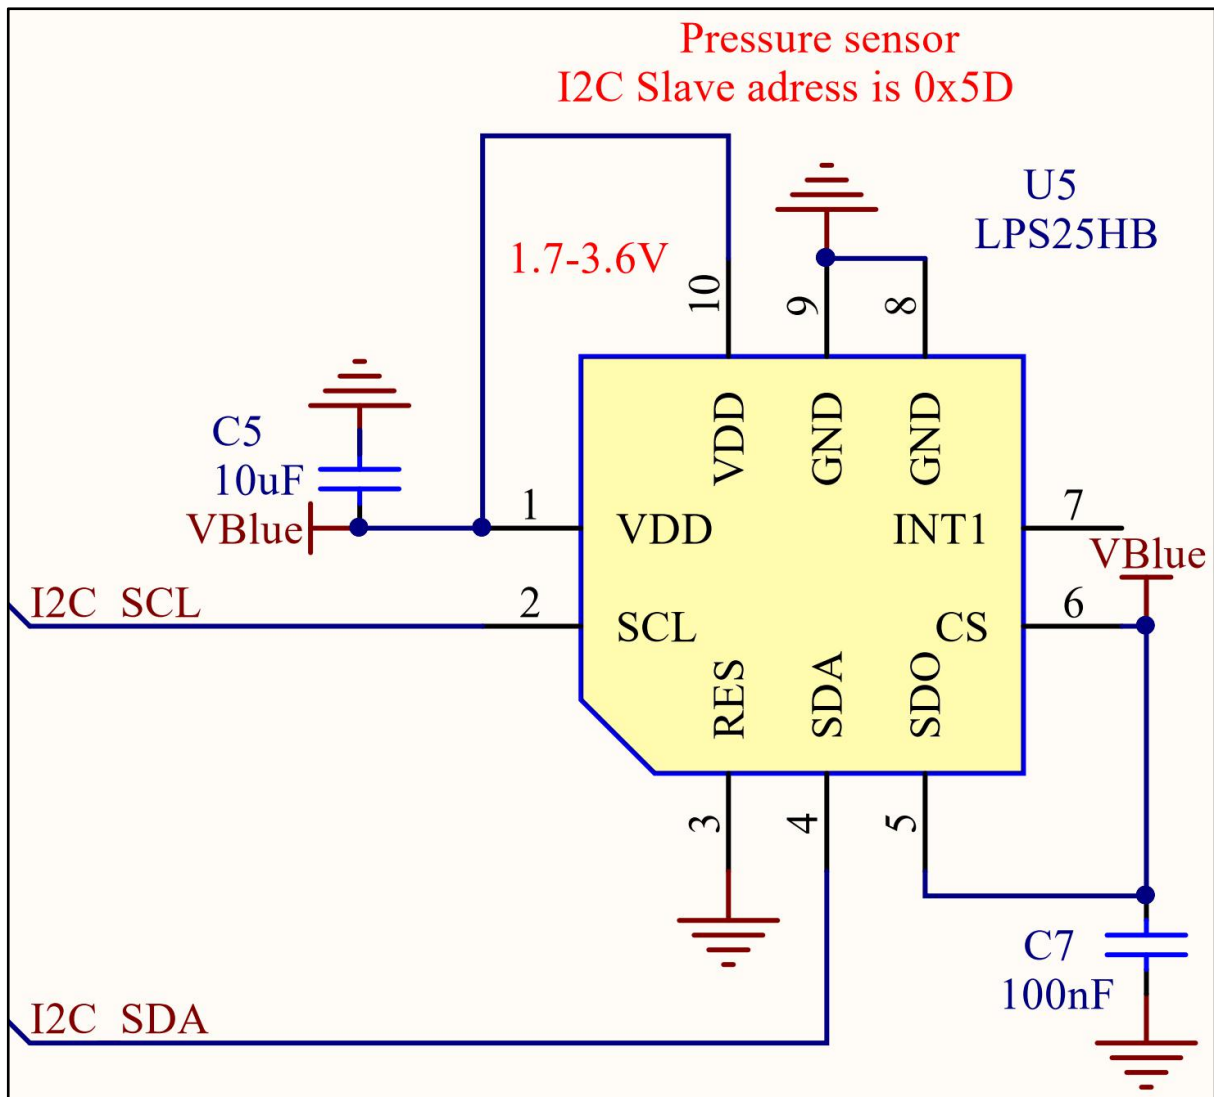 Pressure sensor
I2C Slave adress is 0x5D
U5
LPS25HB
1.7-3.6V
10
9
8
C5
10uF
VDD
GND
GND
VBlue
1
VDD
INT1
7
VBlue
I2C SCL
2
SCL
CS
6
RES
SDA
SDO
3
4
5
C7
100nF
I2C SDA